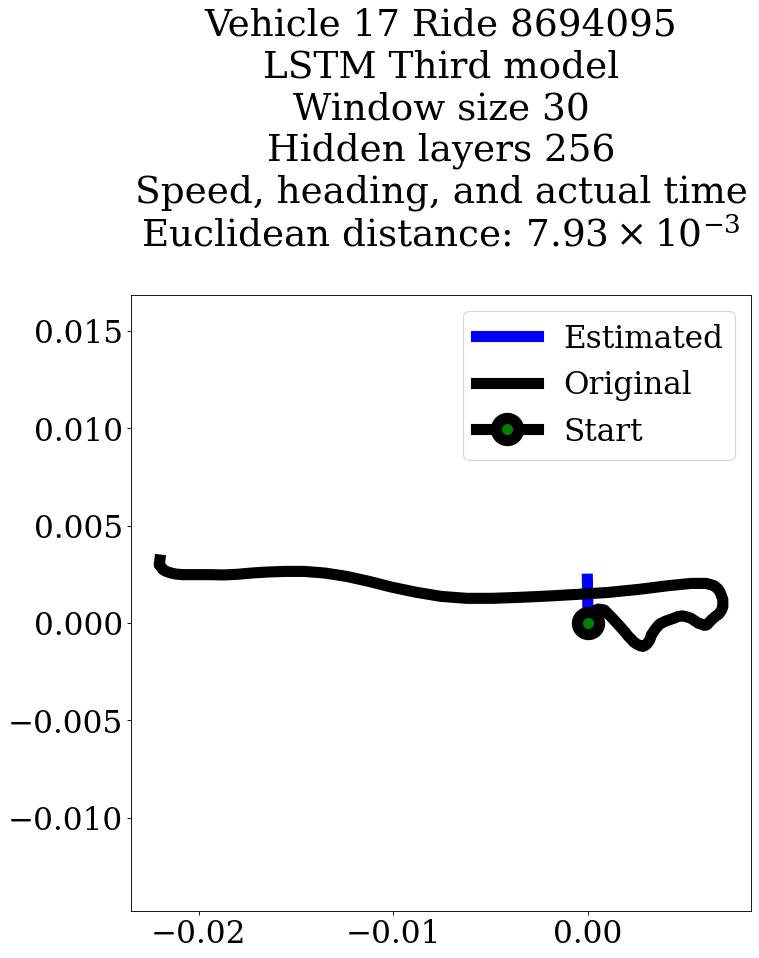 Vehicle 17 Ride 8694095
LSTM Third model
Window size 30
Hidden layers 256
Speed, heading, and actual time
Euclidean distance: 7.93 × 10⁻³
Estimated
Original
Start
0.015
0.010
0.005
0.000
−0.005
−0.010
−0.02
−0.01
0.00